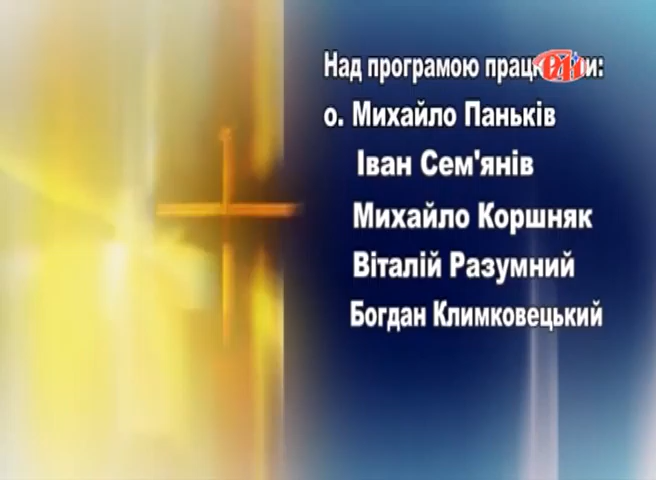 Над програмою працювали:
о. Михайло Паньків
Іван Сем'янів
Михайло Коршняк
Віталій Разумний
Богдан Климковецький